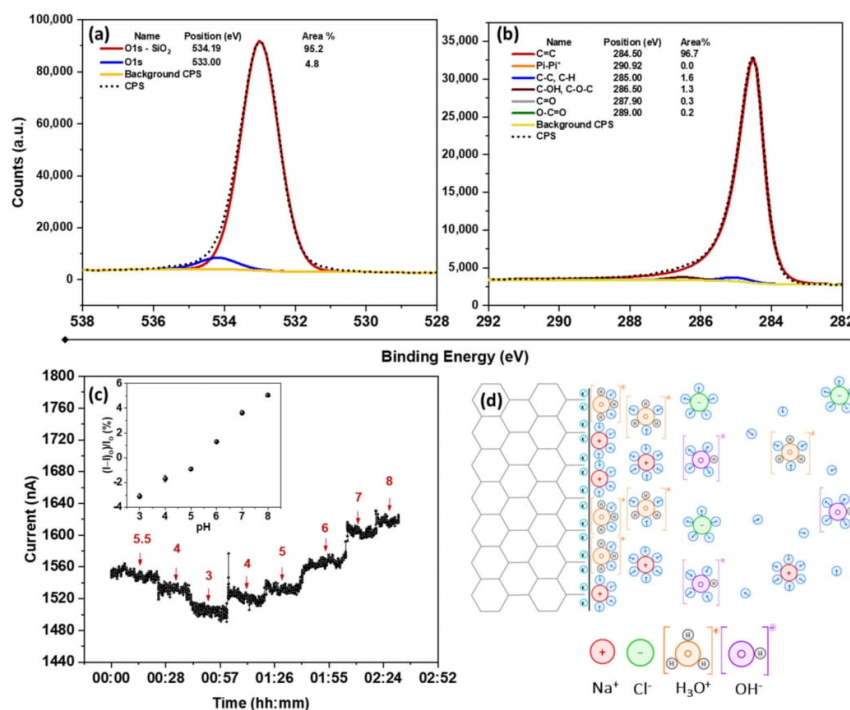 (a)
Name Position (eV) Area %
O1s - SiO₂ 534.19 95.2
O1s 533.00 4.8
Background CPS
CPS
100,000
80,000
60,000
40,000
20,000
0
Counts (a.u.)
538 536 534 532 530 528
(b)
Name Position (eV) Area%
C=C 284.50 96.7
Pi-Pi* 290.92 0.0
C-C, C-H 285.00 1.6
C-OH, C-O-C 286.50 1.3
C=O 287.90 0.3
O-C=O 289.00 0.2
Background CPS
CPS
35,000
30,000
25,000
20,000
15,000
10,000
5,000
0
292 290 288 286 284 282
Binding Energy (eV)
(c)
1800
1760
1720
1680
1640
1600
1560
1520
1480
1440
Current (nA)
6
4
2
0
-2
-4
(I–I₀)/I₀ (%)
3 4 5 6 7 8
pH
5.5 4 3 4 5 6 7 8
00:00 00:28 00:57 01:26 01:55 02:24 02:52
Time (hh:mm)
(d)
Na⁺ Cl⁻ H₃O⁺ OH⁻